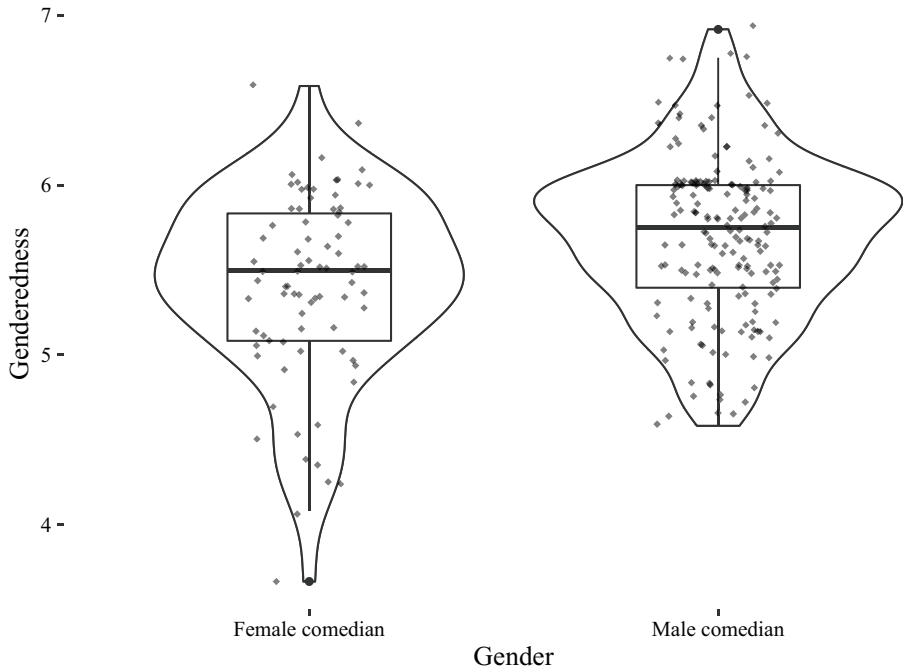 7
6
5
4
Genderedness
Female comedian
Male comedian
Gender